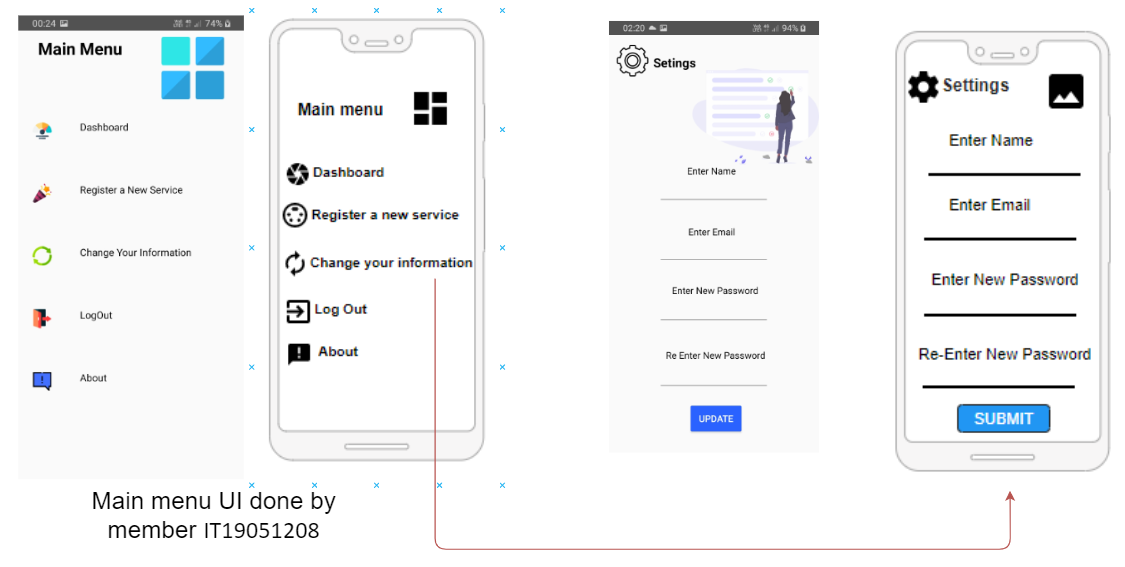 00:24 74%
Main Menu
Dashboard
Register a New Service
Change Your Information
LogOut
About
Main menu
Dashboard
Register a new service
Change your information
Log Out
About
Main menu UI done by
member IT19051208
02:20 94%
Setings
Enter Name
Enter Email
Enter New Password
Re Enter New Password
UPDATE
Settings
Enter Name
Enter Email
Enter New Password
Re-Enter New Password
SUBMIT